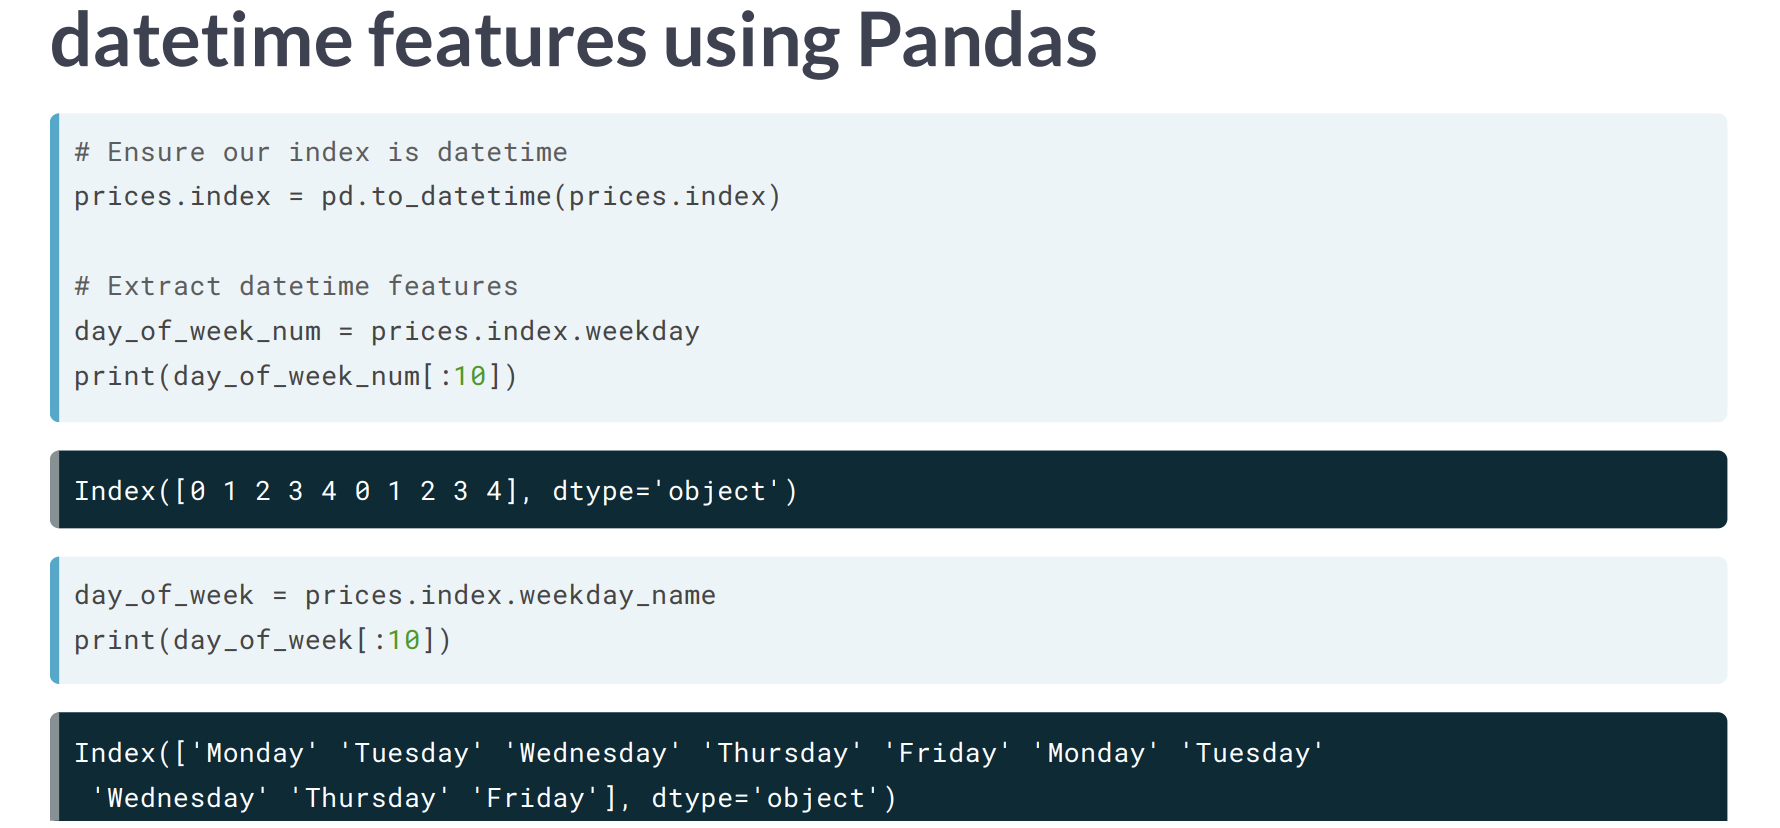 datetime features using Pandas
# Ensure our index is datetime
prices.index = pd.to_datetime(prices.index)
# Extract datetime features
day_of_week_num = prices.index.weekday
print(day_of_week_num[:10])
Index([0 1 2 3 4 0 1 2 3 4], dtype='object')
day_of_week = prices.index.weekday_name
print(day_of_week[:10])
Index(['Monday' 'Tuesday' 'Wednesday' 'Thursday' 'Friday' 'Monday' 'Tuesday'
 'Wednesday' 'Thursday' 'Friday'], dtype='object')